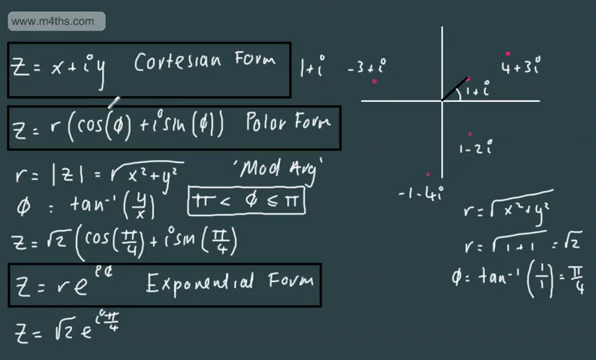 www.m4ths.com
z = x + iy Cartesian Form 1+i
z = r(cos(ϕ) + i sin(ϕ)) Polar Form
r = |z| = √(x² + y²) 'Mod Arg'
ϕ = tan⁻¹(y/x) π < ϕ ≤ π
z = √2 (cos(π/4) + i sin(π/4)
z = re^iϕ Exponential Form
z = √2 e^iπ/4
-3+i
4+3i
1+i
1-2i
-1-4i
r = √(x²+y²)
r = √(1+1) = √2
ϕ = tan⁻¹(1/1) = π/4